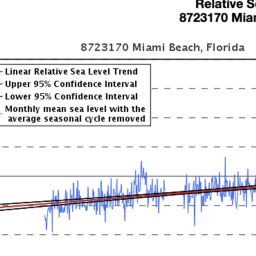 Relative Se
8723170 Miam
8723170 Miami Beach, Florida
Linear Relative Sea Level Trend
Upper 95% Confidence Interval
Lower 95% Confidence Interval
Monthly mean sea level with the
average seasonal cycle removed